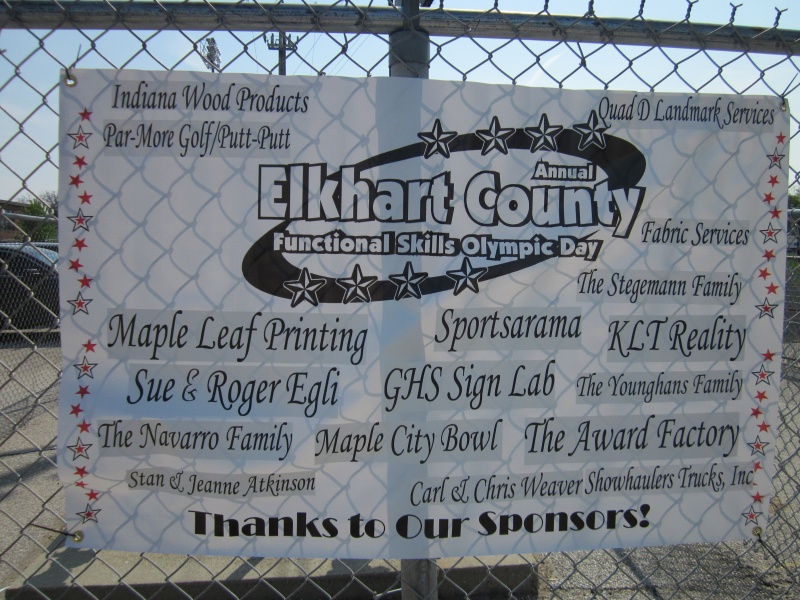 Indiana Wood Products
Quad D Landmark Services
Par-More Golf/Putt-Putt
Annual
Elkhart County
Functional Skills Olympic Day
Fabric Services
The Stegemann Family
Maple Leaf Printing
Sportsarama
KLT Reality
Sue & Roger Egli
GHS Sign Lab
The Younghans Family
The Navarro Family
Maple City Bowl
The Award Factory
Stan & Jeanne Atkinson
Carl & Chris Weaver Showhaulers Trucks, Inc
Thanks to Our Sponsors!